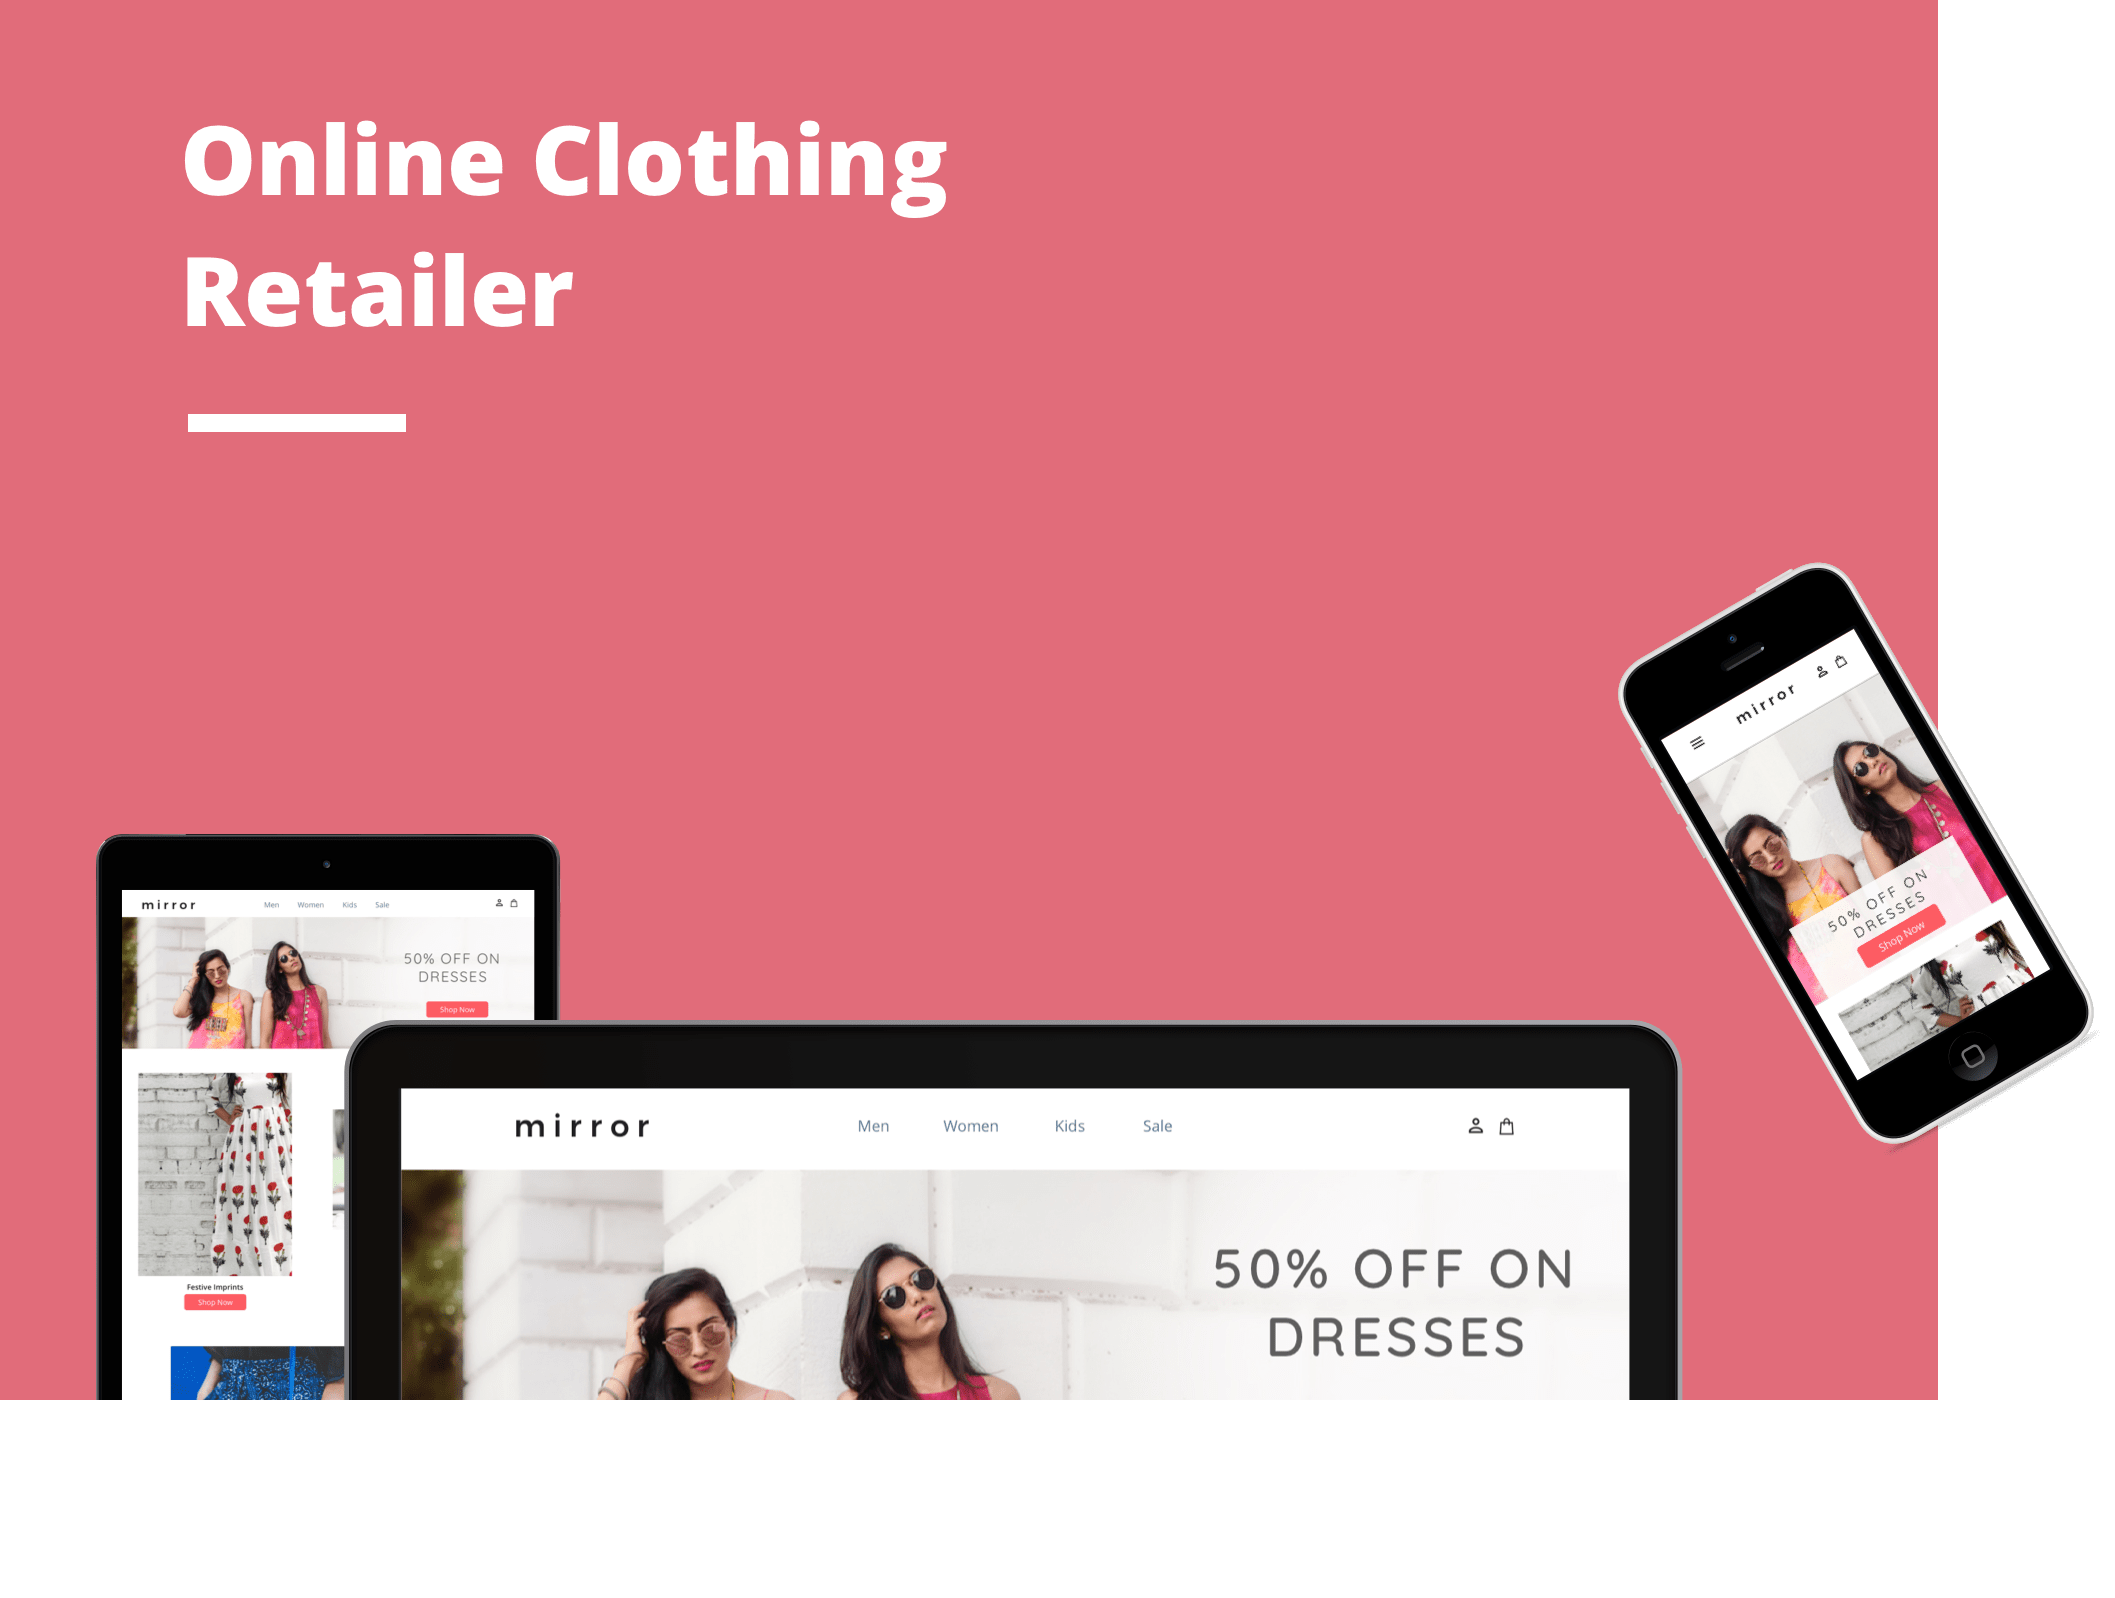 Online Clothing
Retailer
mirror
50% OFF ON
DRESSES
Shop Now
mirror Men Women Kids Sale
50% OFF ON
DRESSES
Shop Now
Festive Imprints
Shop Now
mirror Men Women Kids Sale
50% OFF ON
DRESSES